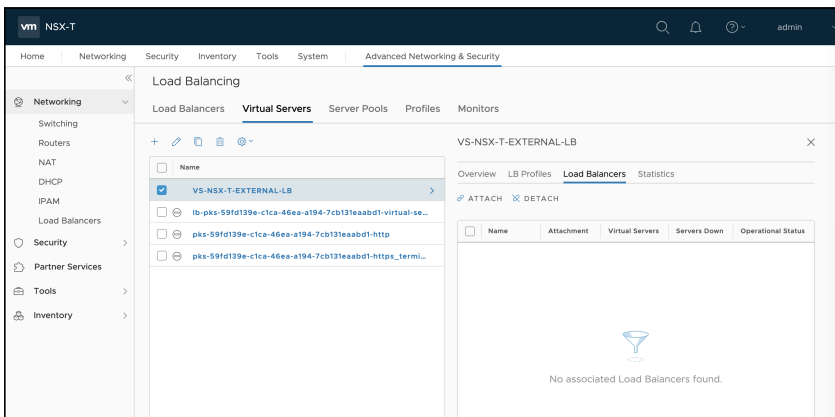 vm NSX-T
admin
Home Networking Security Inventory Tools System Advanced Networking & Security
Networking
Switching
Routers
NAT
DHCP
IPAM
Load Balancers
Security
Partner Services
Tools
Inventory
Load Balancing
Load Balancers Virtual Servers Server Pools Profiles Monitors
Name
VS-NSX-T-EXTERNAL-LB
lb-pks-59fd139e-c1ca-46ea-a194-7cb131eaabd1-virtual-se...
pks-59fd139e-c1ca-46ea-a194-7cb131eaabd1-http
pks-59fd139e-c1ca-46ea-a194-7cb131eaabd1-https_termi...
VS-NSX-T-EXTERNAL-LB
Overview LB Profiles Load Balancers Statistics
ATTACH DETACH
Name Attachment Virtual Servers Servers Down Operational Status
No associated Load Balancers found.